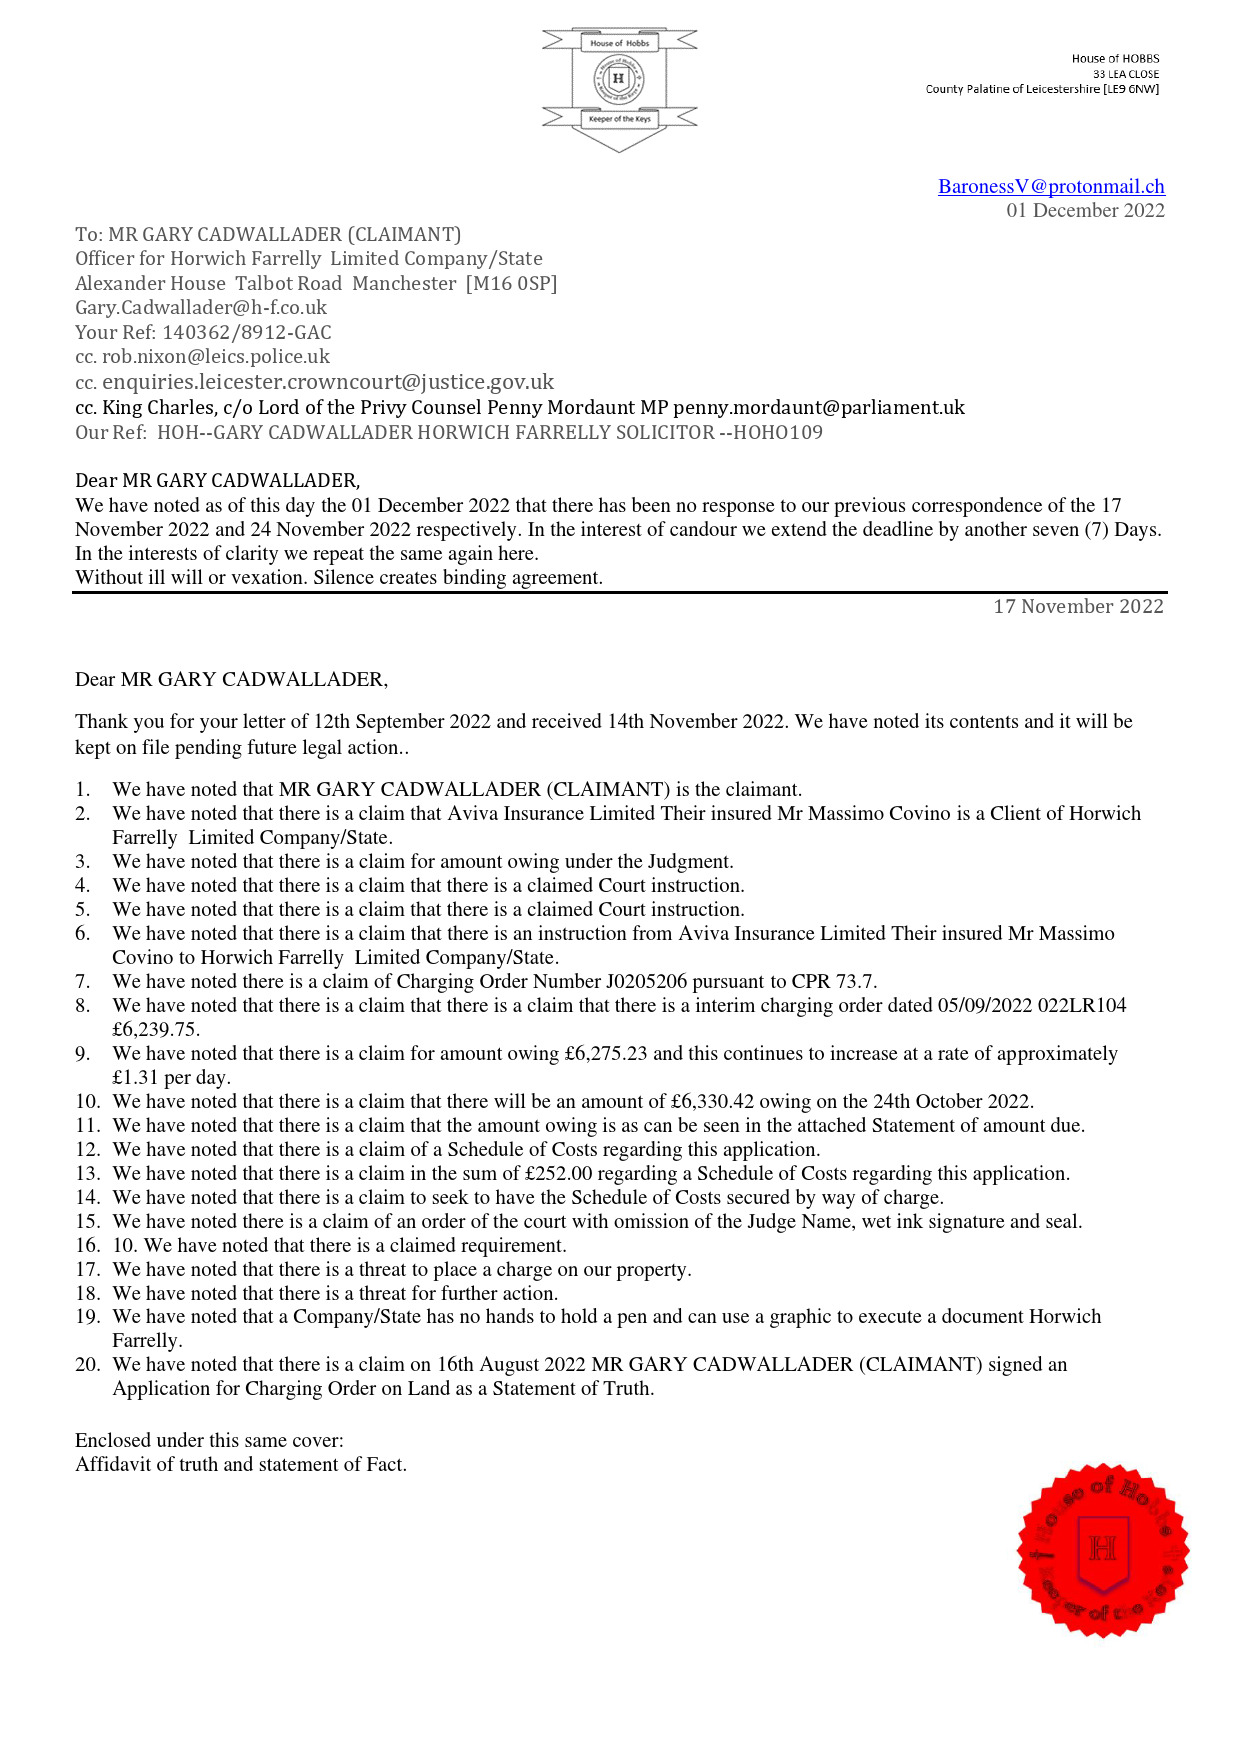 House of Hobbs
House of Hobbs
H
Keeper of the Keys
Keeper of the Keys
House of HOBBS
33 LEA CLOSE
County Palatine of Leicestershire [LE9 6NW]
BaronessV@protonmail.ch
01 December 2022
To: MR GARY CADWALLADER (CLAIMANT)
Officer for Horwich Farrelly Limited Company/State
Alexander House Talbot Road Manchester [M16 0SP]
Gary.Cadwallader@h-f.co.uk
Your Ref: 140362/8912-GAC
cc. rob.nixon@leics.police.uk
cc. enquiries.leicester.crowncourt@justice.gov.uk
cc. King Charles, c/o Lord of the Privy Counsel Penny Mordaunt MP penny.mordaunt@parliament.uk
Our Ref: HOH--GARY CADWALLADER HORWICH FARRELLY SOLICITOR --HOHO109
Dear MR GARY CADWALLADER,
We have noted as of this day the 01 December 2022 that there has been no response to our previous correspondence of the 17
November 2022 and 24 November 2022 respectively. In the interest of candour we extend the deadline by another seven (7) Days.
In the interests of clarity we repeat the same again here.
Without ill will or vexation. Silence creates binding agreement.
17 November 2022
Dear MR GARY CADWALLADER,
Thank you for your letter of 12th September 2022 and received 14th November 2022. We have noted its contents and it will be
kept on file pending future legal action..
1. We have noted that MR GARY CADWALLADER (CLAIMANT) is the claimant.
2. We have noted that there is a claim that Aviva Insurance Limited Their insured Mr Massimo Covino is a Client of Horwich
Farrelly Limited Company/State.
3. We have noted that there is a claim for amount owing under the Judgment.
4. We have noted that there is a claim that there is a claimed Court instruction.
5. We have noted that there is a claim that there is a claimed Court instruction.
6. We have noted that there is a claim that there is an instruction from Aviva Insurance Limited Their insured Mr Massimo
Covino to Horwich Farrelly Limited Company/State.
7. We have noted there is a claim of Charging Order Number J0205206 pursuant to CPR 73.7.
8. We have noted that there is a claim that there is a claim that there is a interim charging order dated 05/09/2022 022LR104
£6,239.75.
9. We have noted that there is a claim for amount owing £6,275.23 and this continues to increase at a rate of approximately
£1.31 per day.
10. We have noted that there is a claim that there will be an amount of £6,330.42 owing on the 24th October 2022.
11. We have noted that there is a claim that the amount owing is as can be seen in the attached Statement of amount due.
12. We have noted that there is a claim of a Schedule of Costs regarding this application.
13. We have noted that there is a claim in the sum of £252.00 regarding a Schedule of Costs regarding this application.
14. We have noted that there is a claim to seek to have the Schedule of Costs secured by way of charge.
15. We have noted there is a claim of an order of the court with omission of the Judge Name, wet ink signature and seal.
16. 10. We have noted that there is a claimed requirement.
17. We have noted that there is a threat to place a charge on our property.
18. We have noted that there is a threat for further action.
19. We have noted that a Company/State has no hands to hold a pen and can use a graphic to execute a document Horwich
Farrelly.
20. We have noted that there is a claim on 16th August 2022 MR GARY CADWALLADER (CLAIMANT) signed an
Application for Charging Order on Land as a Statement of Truth.
Enclosed under this same cover:
Affidavit of truth and statement of Fact.
House of Hobbs
H
Keeper of the Keys